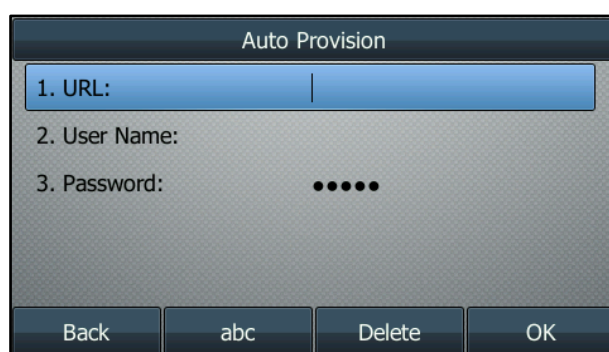 Auto Provision
1. URL:
2. User Name:
3. Password: •••••
Back abc Delete OK